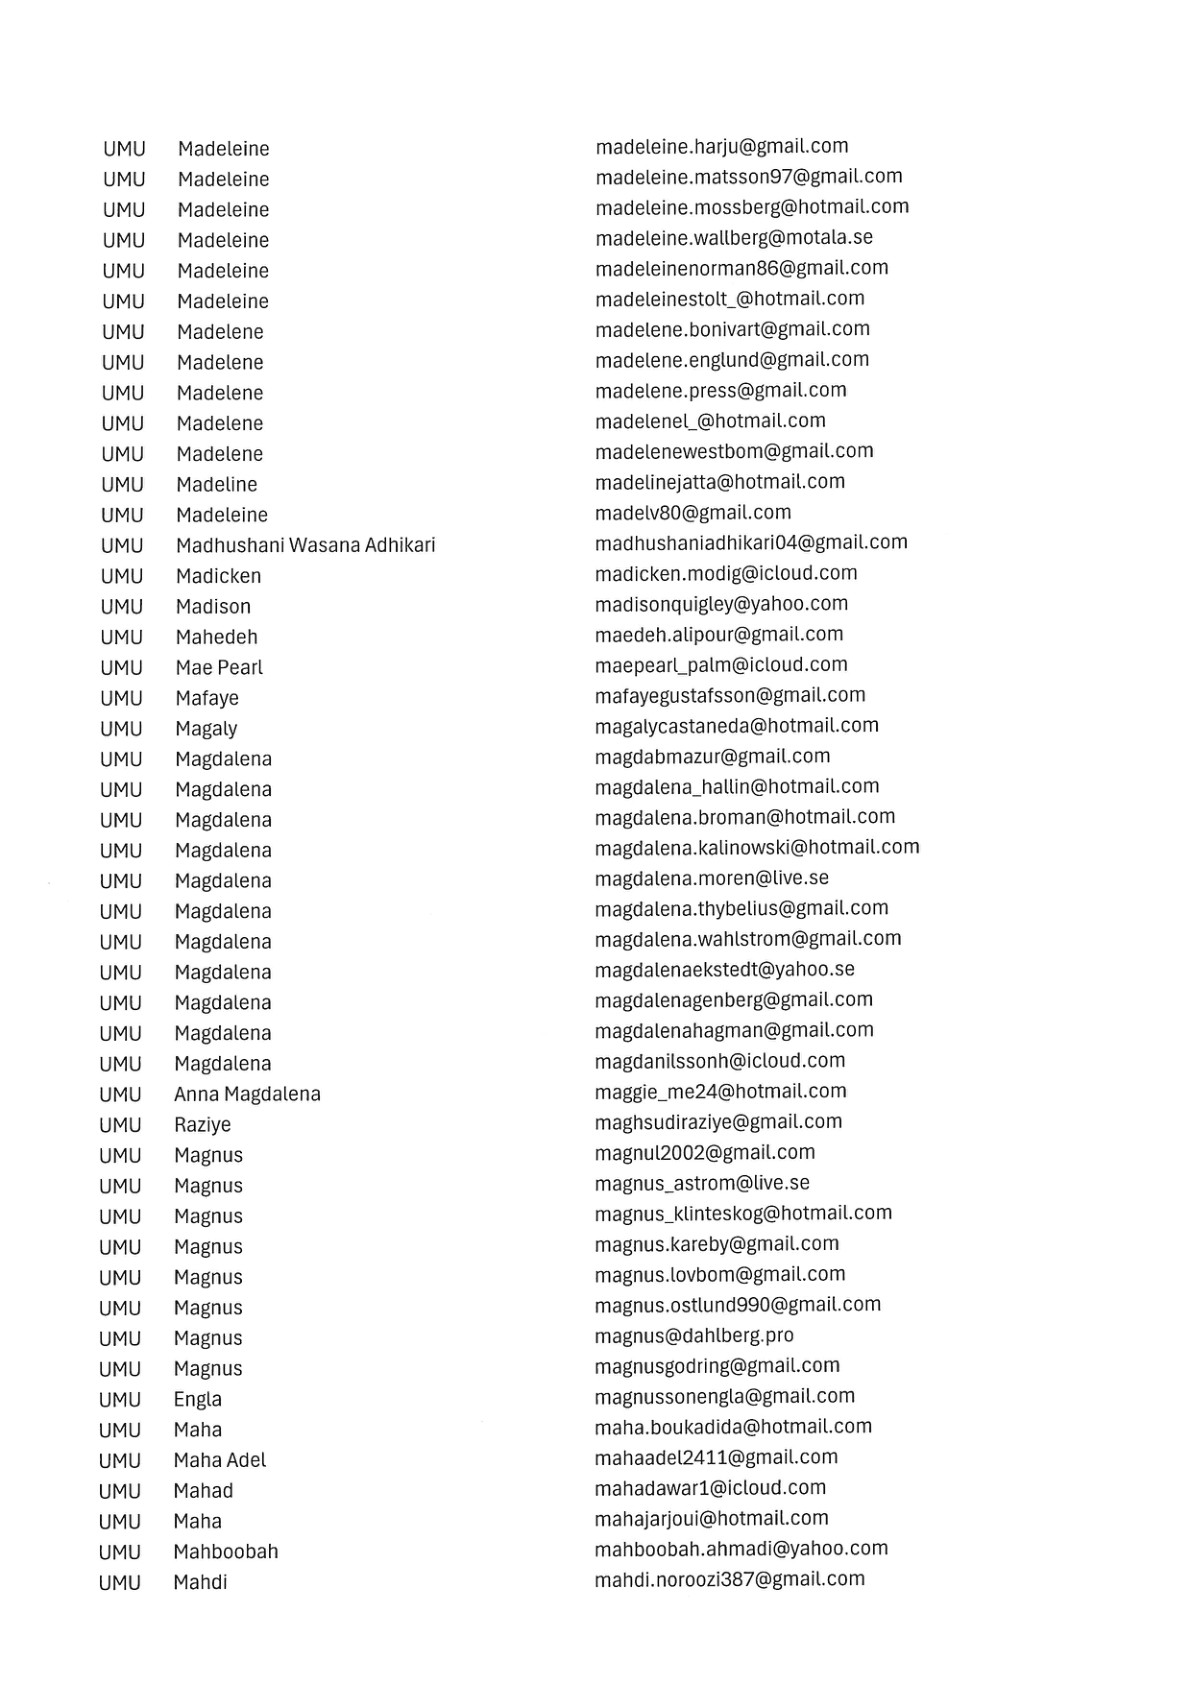 UMU Madeleine madeleine.harju@gmail.com
UMU Madeleine madeleine.matsson97@gmail.com
UMU Madeleine madeleine.mossberg@hotmail.com
UMU Madeleine madeleine.wallberg@motala.se
UMU Madeleine madeleinenorman86@gmail.com
UMU Madeleine madeleinestolt_@hotmail.com
UMU Madelene madelene.bonivart@gmail.com
UMU Madelene madelene.englund@gmail.com
UMU Madelene madelene.press@gmail.com
UMU Madelene madelenel_@hotmail.com
UMU Madelene madelenewestbom@gmail.com
UMU Madeline madelinejatta@hotmail.com
UMU Madeleine madelv80@gmail.com
UMU Madhushani Wasana Adhikari madhushaniadhikari04@gmail.com
UMU Madicken madicken.modig@icloud.com
UMU Madison madisonquigley@yahoo.com
UMU Mahedeh maedeh.alipour@gmail.com
UMU Mae Pearl maepearl_palm@icloud.com
UMU Mafaye mafayegustafsson@gmail.com
UMU Magaly magalycastaneda@hotmail.com
UMU Magdalena magdabmazur@gmail.com
UMU Magdalena magdalena_hallin@hotmail.com
UMU Magdalena magdalena.broman@hotmail.com
UMU Magdalena magdalena.kalinowski@hotmail.com
UMU Magdalena magdalena.moren@live.se
UMU Magdalena magdalena.thybelius@gmail.com
UMU Magdalena magdalena.wahlstrom@gmail.com
UMU Magdalena magdalenaekstedt@yahoo.se
UMU Magdalena magdalenagenberg@gmail.com
UMU Magdalena magdalenahagman@gmail.com
UMU Magdalena magdanilssonh@icloud.com
UMU Anna Magdalena maggie_me24@hotmail.com
UMU Raziye maghsudiraziye@gmail.com
UMU Magnus magnul2002@gmail.com
UMU Magnus magnus_astrom@live.se
UMU Magnus magnus_klinteskog@hotmail.com
UMU Magnus magnus.kareby@gmail.com
UMU Magnus magnus.lovbom@gmail.com
UMU Magnus magnus.ostlund990@gmail.com
UMU Magnus magnus@dahlberg.pro
UMU Magnus magnusgodring@gmail.com
UMU Engla magnussonengla@gmail.com
UMU Maha maha.boukadida@hotmail.com
UMU Maha Adel mahaadel2411@gmail.com
UMU Mahad mahadawar1@icloud.com
UMU Maha mahajarjoui@hotmail.com
UMU Mahboobah mahboobah.ahmadi@yahoo.com
UMU Mahdi mahdi.noroozi387@gmail.com